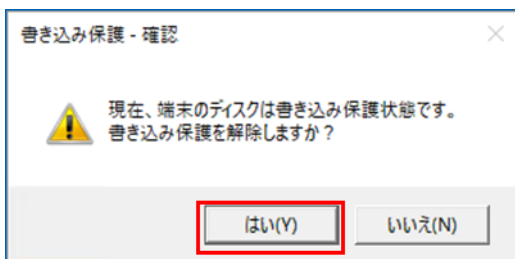 書き込み保護 - 確認
現在、端末のディスクは書き込み保護状態です。
書き込み保護を解除しますか？
はい(Y)
いいえ(N)